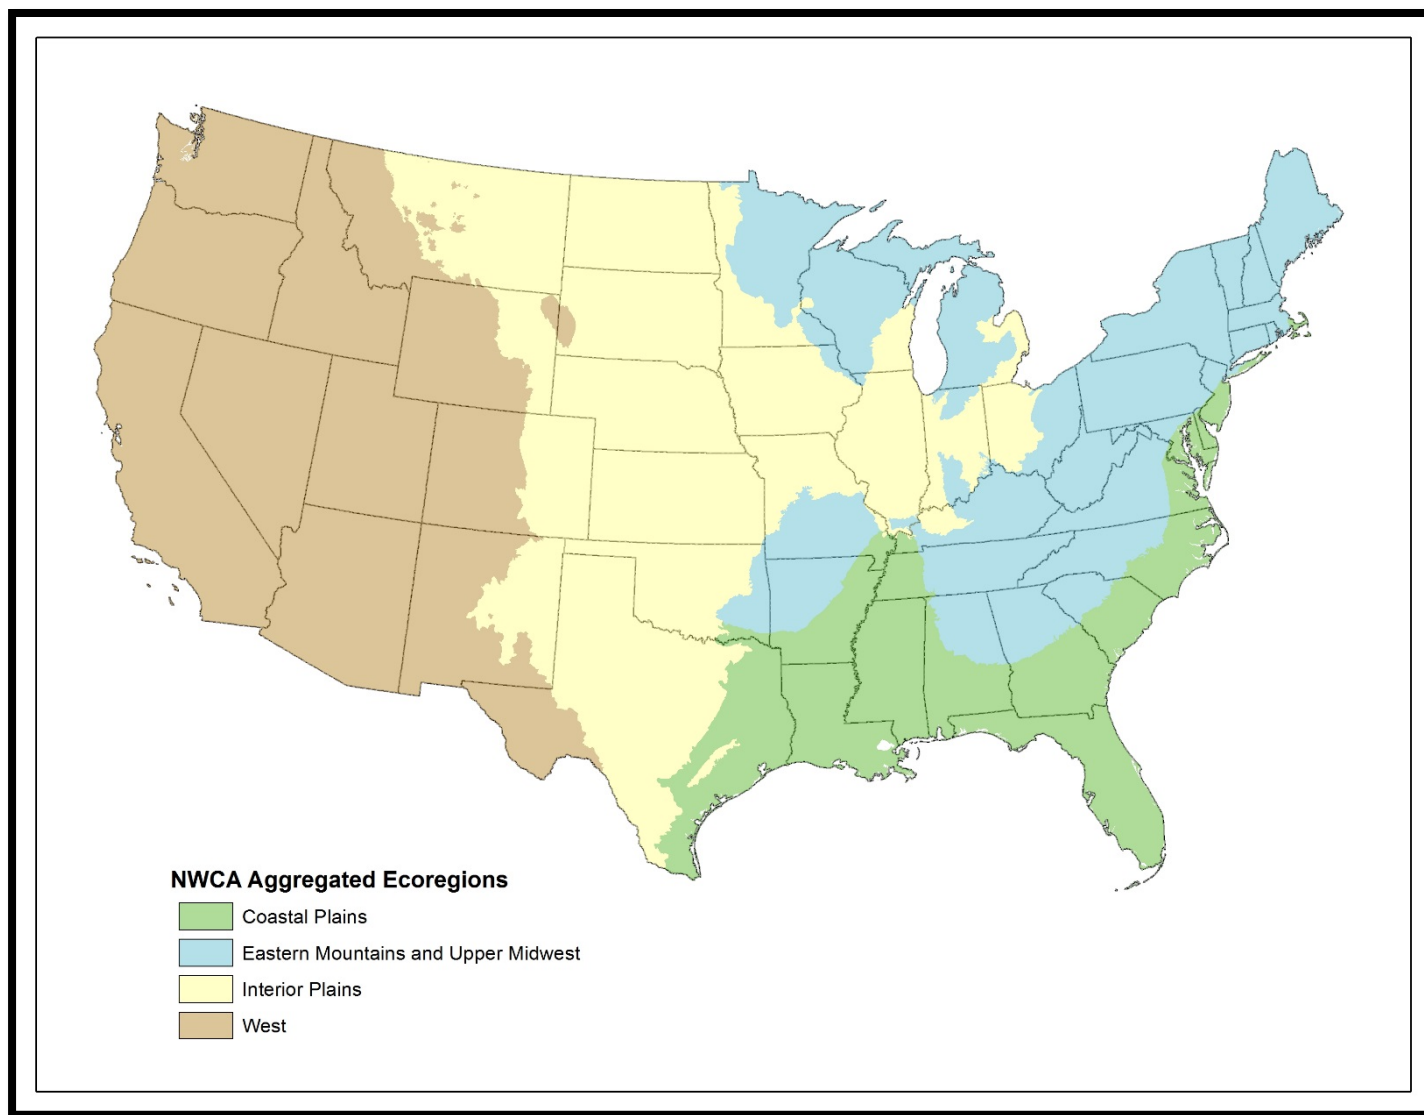 NWCA Aggregated Ecoregions
Coastal Plains
Eastern Mountains and Upper Midwest
Interior Plains
West